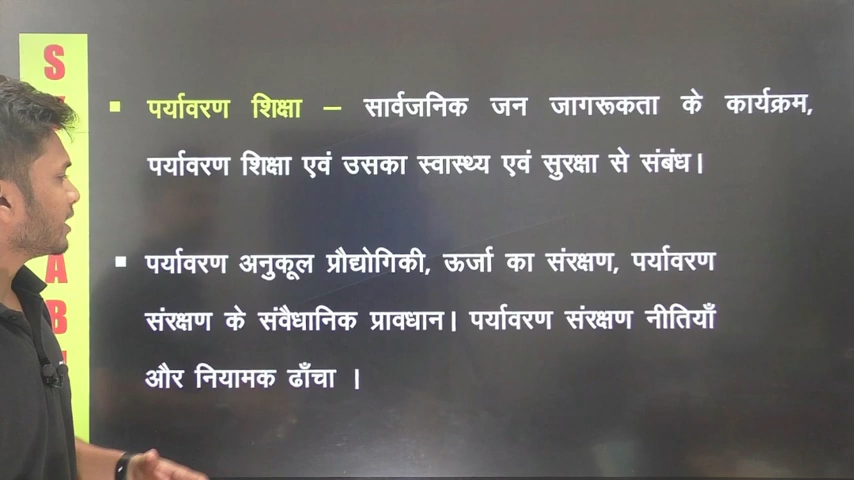 S
A
B
पर्यावरण शिक्षा – सार्वजनिक जन जागरूकता के कार्यक्रम,
पर्यावरण शिक्षा एवं उसका स्वास्थ्य एवं सुरक्षा से संबंध।
पर्यावरण अनुकूल प्रौद्योगिकी, ऊर्जा का संरक्षण, पर्यावरण
संरक्षण के संवैधानिक प्रावधान। पर्यावरण संरक्षण नीतियाँ
और नियामक ढाँचा ।